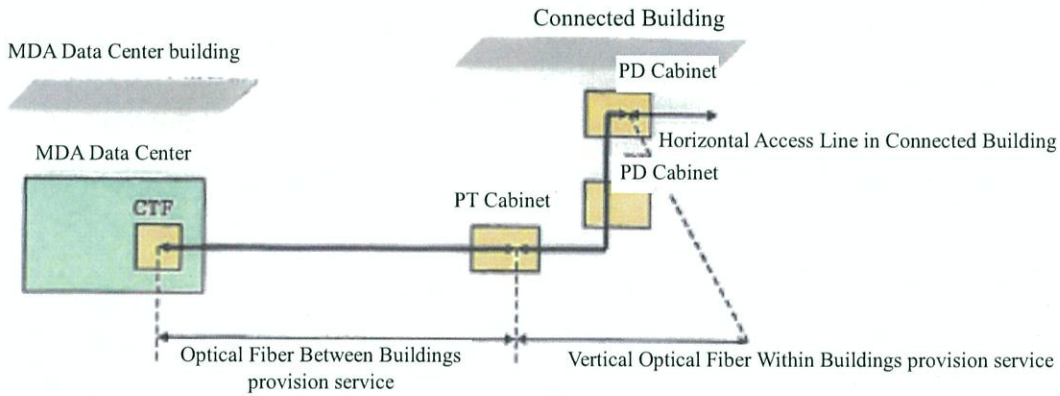 Connected Building
MDA Data Center building
PD Cabinet
Horizontal Access Line in Connected Building
MDA Data Center
PD Cabinet
CTF
PT Cabinet
Optical Fiber Between Buildings
provision service
Vertical Optical Fiber Within Buildings provision service